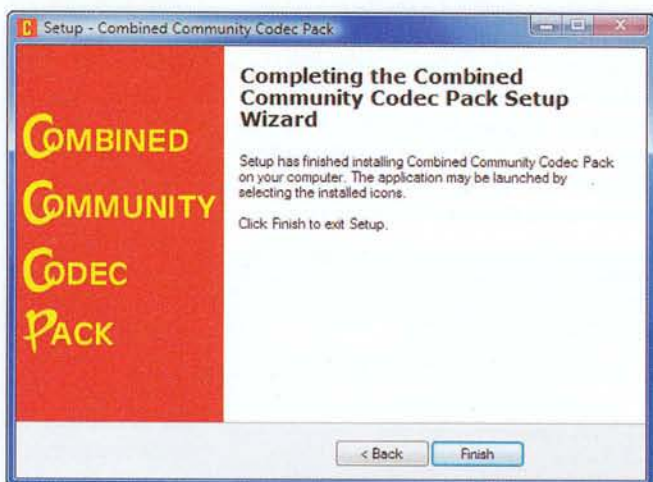 C Setup - Combined Community Codec Pack
COMBINED
COMMUNITY
CODEC
PACK
Completing the Combined
Community Codec Pack Setup
Wizard
Setup has finished installing Combined Community Codec Pack
on your computer. The application may be launched by
selecting the installed icons.
Click Finish to exit Setup.
< Back
Finish